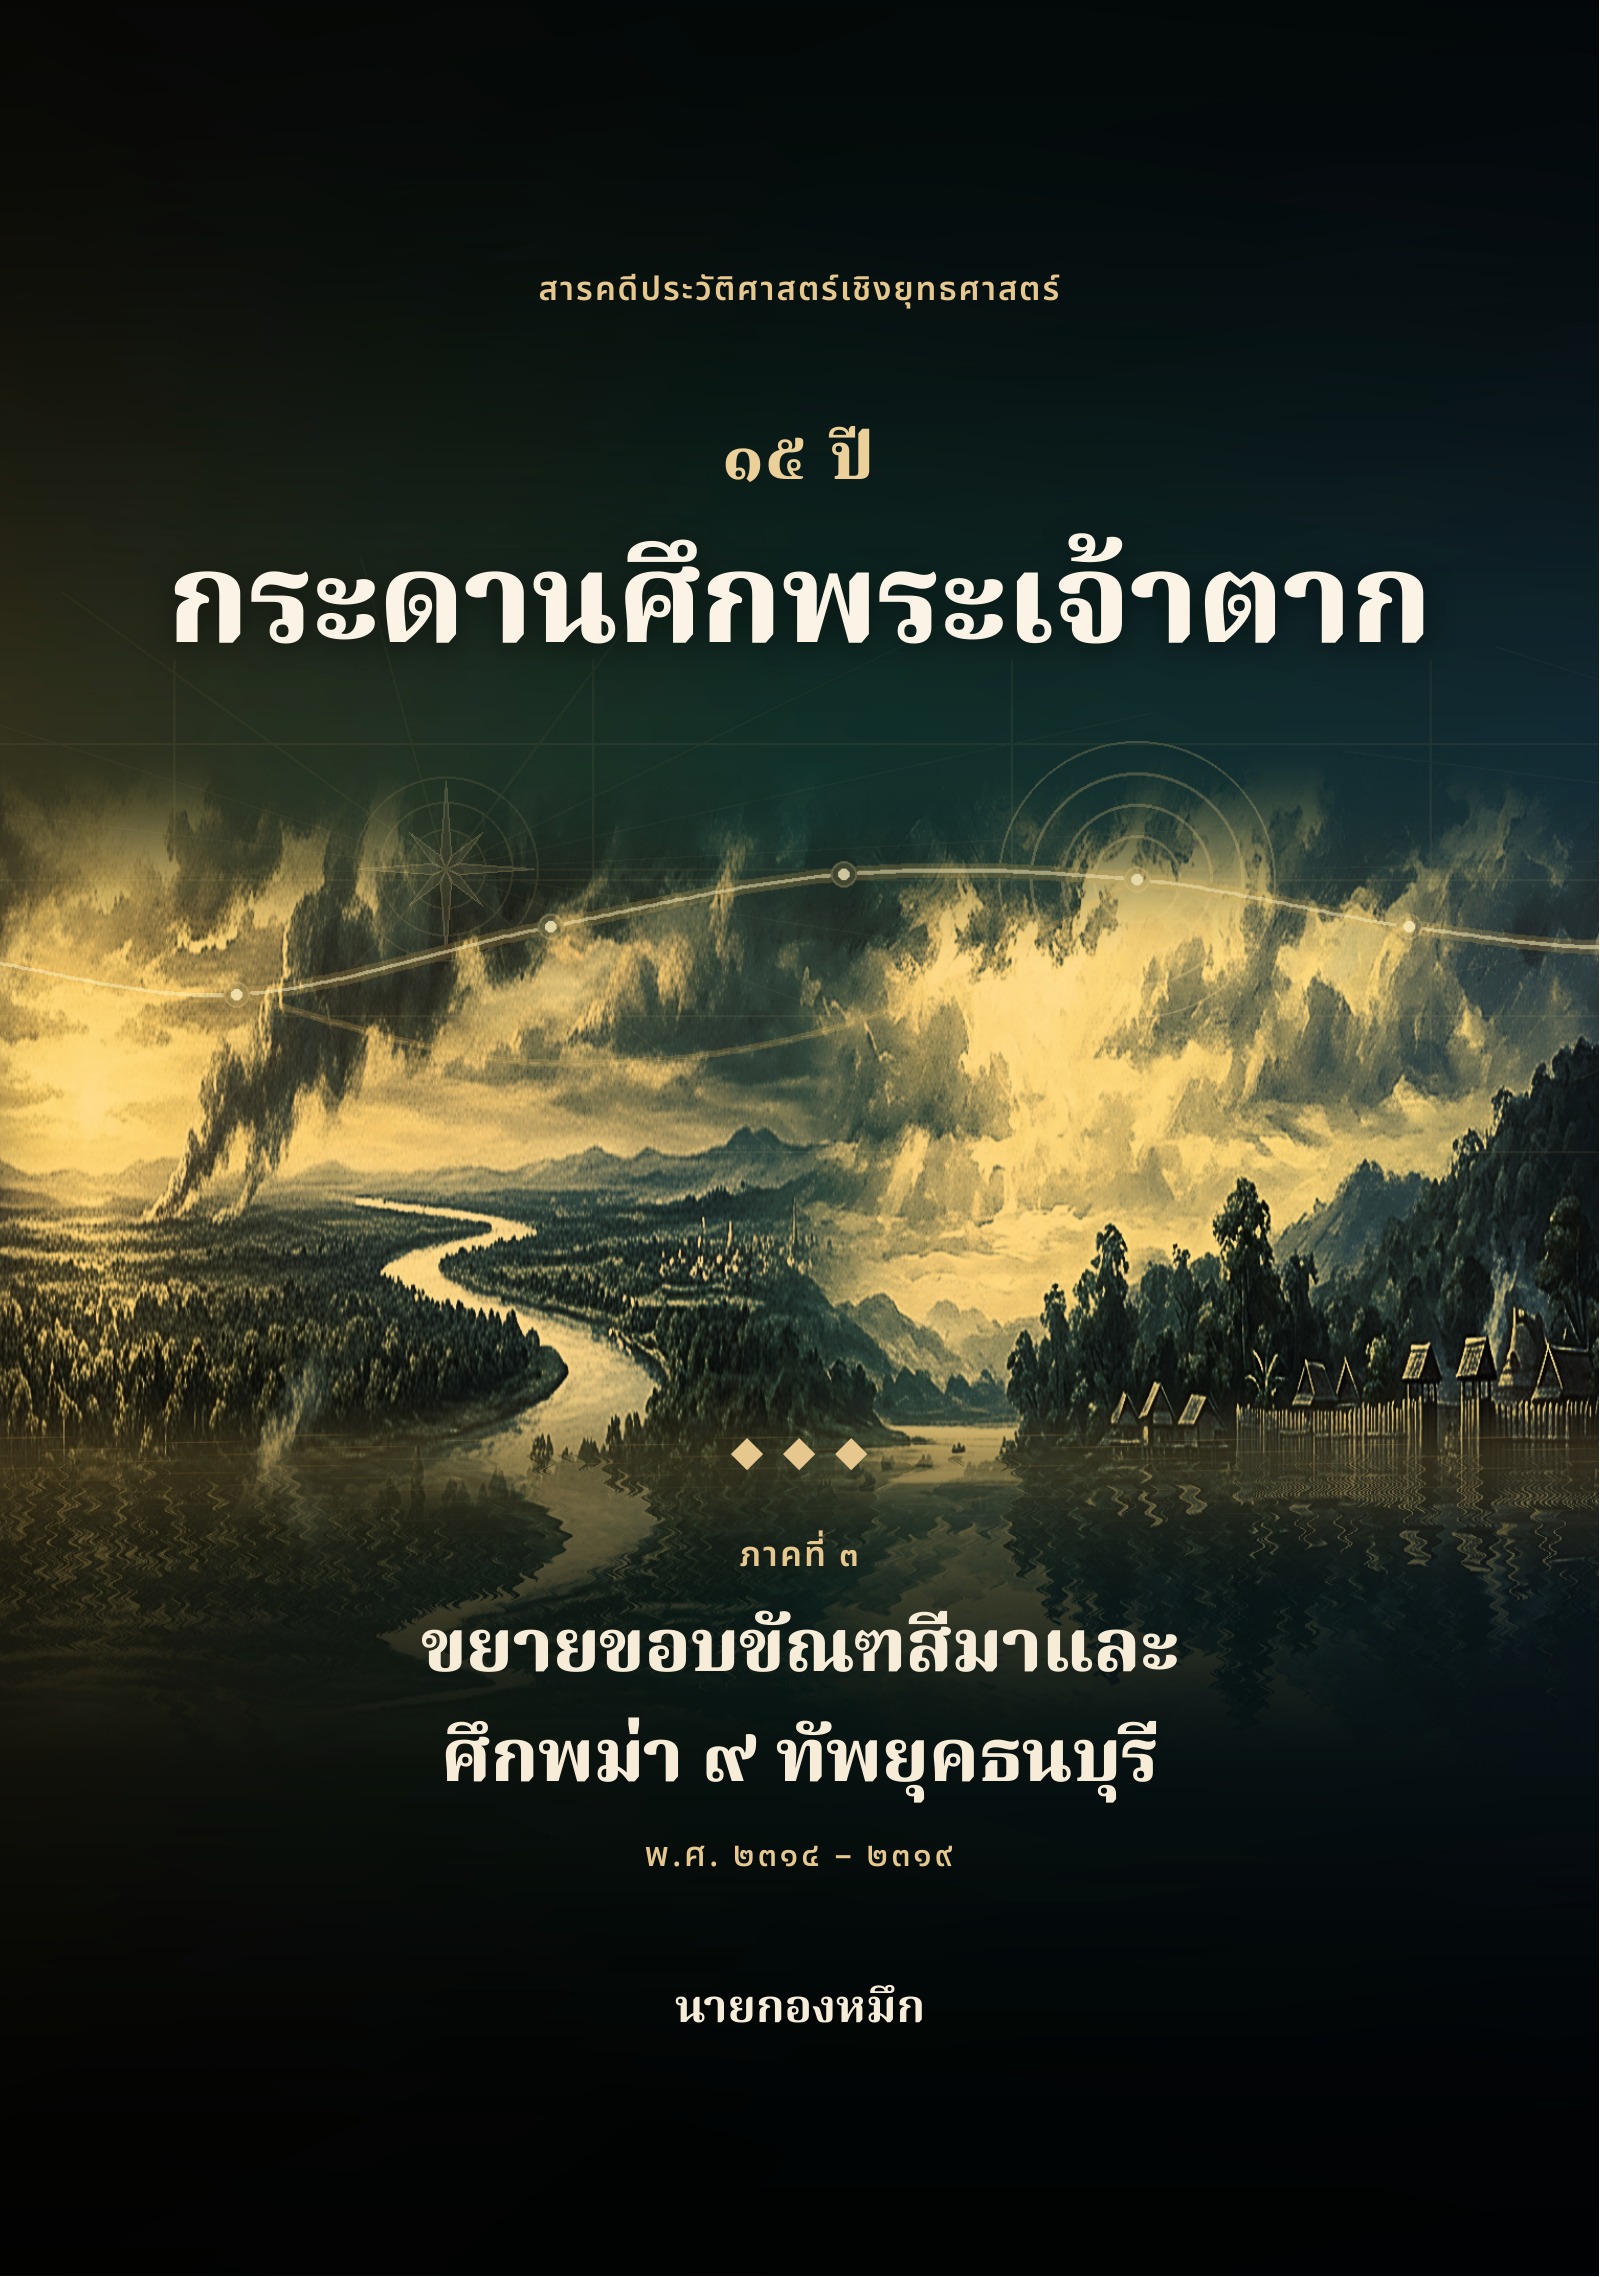 สารคดีประวัติศาสตร์เชิงยุทธศาสตร์
๑๕ ปี
กระดานศึกพระเจ้าตาก
ภาคที่ ๓
ขยายขอบขัณฑสีมาและ
ศึกพม่า ๙ ทัพยุคธนบุรี
พ.ศ. ๒๓๑๔ – ๒๓๑๙
นายกองหมึก